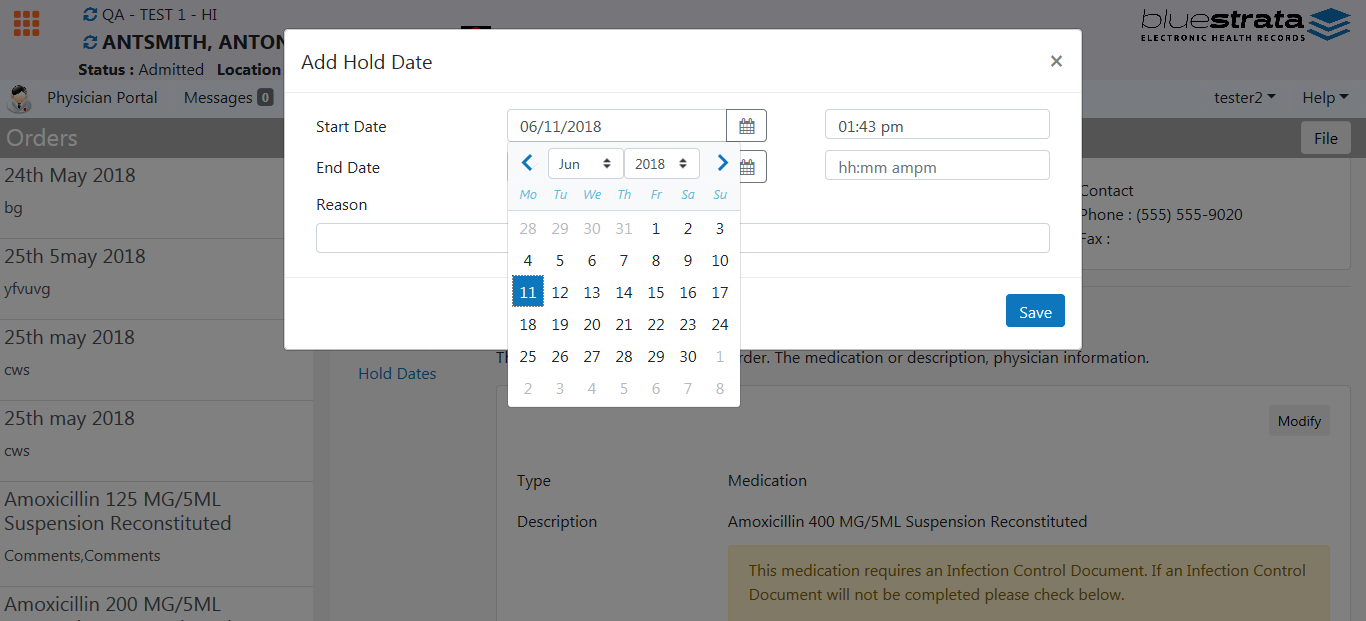 QA - TEST 1 - HI
ANTSMITH, ANTON
Status : Admitted Location
bluestrata
ELECTRONIC HEALTH RECORDS
Physician Portal Messages 0
tester2 Help
Orders
File
24th May 2018
bg
25th 5may 2018
yfvuvg
25th may 2018
cws
25th may 2018
cws
Amoxicillin 125 MG/5ML
Suspension Reconstituted
Comments,Comments
Amoxicillin 200 MG/5ML
Add Hold Date
×
Start Date 06/11/2018 01:43 pm
End Date hh:mm ampm
Reason
Jun 2018
Mo Tu We Th Fr Sa Su
28 29 30 31 1 2 3
4 5 6 7 8 9 10
11 12 13 14 15 16 17
18 19 20 21 22 23 24
25 26 27 28 29 30 1
2 3 4 5 6 7 8
Save
Contact
Phone : (555) 555-9020
Fax :
Hold Dates
rder. The medication or description, physician information.
Modify
Type Medication
Description Amoxicillin 400 MG/5ML Suspension Reconstituted
This medication requires an Infection Control Document. If an Infection Control
Document will not be completed please check below.